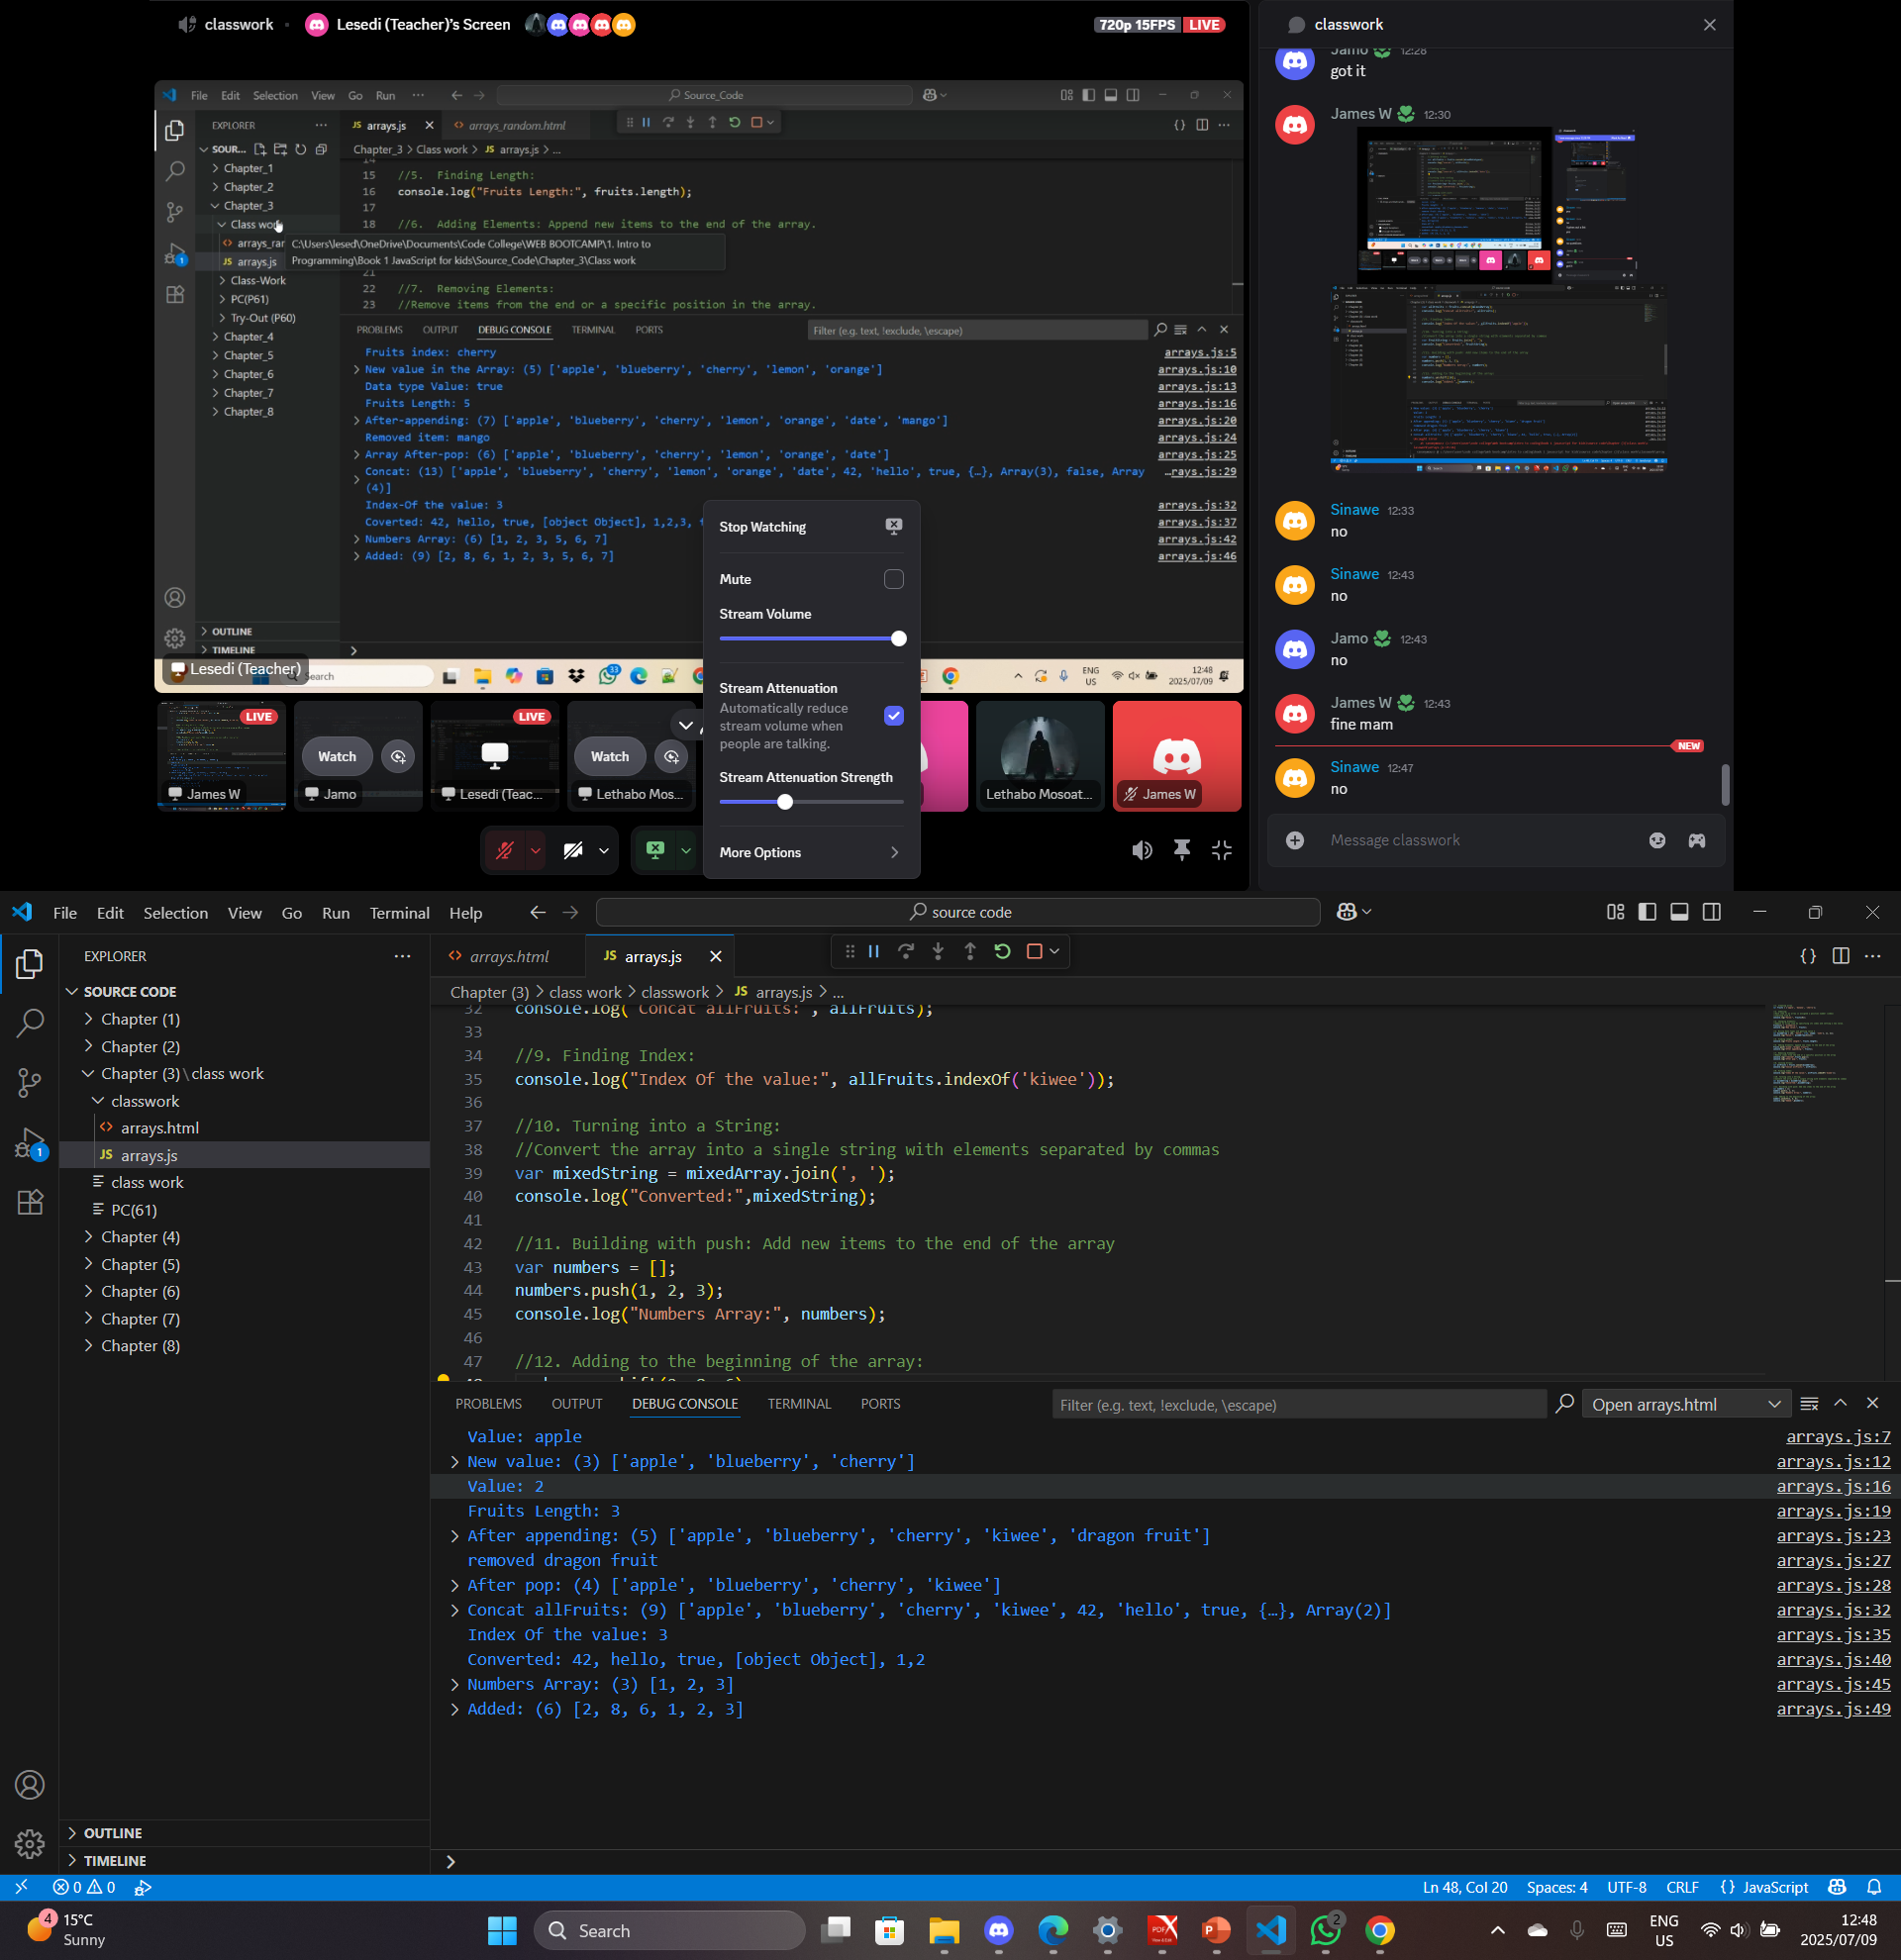 classwork
Lesedi (Teacher)'s Screen
720p 15FPS LIVE
File Edit Selection View Go Run
Source_Code
EXPLORER
SOUR...
Chapter_1
Chapter_2
Chapter_3
Class work
arrays_rar
JS arrays.js
Class-Work
PC(P61)
Try-Out (P60)
Chapter_4
Chapter_5
Chapter_6
Chapter_7
Chapter_8
OUTLINE
TIMELINE
JS arrays.js
arrays_random.html
Chapter_3 > Class work > JS arrays.js > ...
14
15 //5. Finding Length:
16 console.log("Fruits Length:", fruits.length);
17
18 //6. Adding Elements: Append new items to the end of the array.
C:\Users\lesed\OneDrive\Documents\Code College\WEB BOOTCAMP\1. Intro to
Programming\Book 1 JavaScript for kids\Source_Code\Chapter_3\Class work
21
22 //7. Removing Elements:
23 //Remove items from the end or a specific position in the array.
PROBLEMS OUTPUT DEBUG CONSOLE TERMINAL PORTS
Filter (e.g. text, !exclude, \escape)
Fruits index: cherry arrays.js:5
New value in the Array: (5) ['apple', 'blueberry', 'cherry', 'lemon', 'orange'] arrays.js:10
Data type Value: true arrays.js:13
Fruits Length: 5 arrays.js:16
After-appending: (7) ['apple', 'blueberry', 'cherry', 'lemon', 'orange', 'date', 'mango'] arrays.js:20
Removed item: mango arrays.js:24
Array After-pop: (6) ['apple', 'blueberry', 'cherry', 'lemon', 'orange', 'date'] arrays.js:25
Concat: (13) ['apple', 'blueberry', 'cherry', 'lemon', 'orange', 'date', 42, 'hello', true, {…}, Array(3), false, Array …rays.js:29
(4)]
Index-Of the value: 3 arrays.js:32
Coverted: 42, hello, true, [object Object], 1,2,3, arrays.js:37
Numbers Array: (6) [1, 2, 3, 5, 6, 7] arrays.js:42
Added: (9) [2, 8, 6, 1, 2, 3, 5, 6, 7] arrays.js:46
Lesedi (Teacher)
Search
33
ENG
US
12:48
2025/07/09
Stop Watching
Mute
Stream Volume
Stream Attenuation
Automatically reduce
stream volume when
people are talking.
Stream Attenuation Strength
More Options
LIVE
James W
Watch
Jamo
LIVE
Lesedi (Teac...
Watch
Lethabo Mos...
Lethabo Mosoat...
James W
classwork
Jamo 12:28
got it
James W 12:30
Sinawe 12:33
no
Sinawe 12:43
no
Jamo 12:43
no
James W 12:43
fine mam
NEW
Sinawe 12:47
no
Message classwork
File Edit Selection View Go Run Terminal Help
source code
EXPLORER
SOURCE CODE
Chapter (1)
Chapter (2)
Chapter (3) \ class work
classwork
arrays.html
JS arrays.js
class work
PC(61)
Chapter (4)
Chapter (5)
Chapter (6)
Chapter (7)
Chapter (8)
OUTLINE
TIMELINE
arrays.html
JS arrays.js
Chapter (3) > class work > classwork > JS arrays.js > ...
32 console.log("Concat allFruits:", allFruits);
33
34 //9. Finding Index:
35 console.log("Index Of the value:", allFruits.indexOf('kiwee'));
36
37 //10. Turning into a String:
38 //Convert the array into a single string with elements separated by commas
39 var mixedString = mixedArray.join(', ');
40 console.log("Converted:",mixedString);
41
42 //11. Building with push: Add new items to the end of the array
43 var numbers = [];
44 numbers.push(1, 2, 3);
45 console.log("Numbers Array:", numbers);
46
47 //12. Adding to the beginning of the array:
PROBLEMS OUTPUT DEBUG CONSOLE TERMINAL PORTS
Filter (e.g. text, !exclude, \escape)
Open arrays.html
Value: apple arrays.js:7
New value: (3) ['apple', 'blueberry', 'cherry'] arrays.js:12
Value: 2 arrays.js:16
Fruits Length: 3 arrays.js:19
After appending: (5) ['apple', 'blueberry', 'cherry', 'kiwee', 'dragon fruit'] arrays.js:23
removed dragon fruit arrays.js:27
After pop: (4) ['apple', 'blueberry', 'cherry', 'kiwee'] arrays.js:28
Concat allFruits: (9) ['apple', 'blueberry', 'cherry', 'kiwee', 42, 'hello', true, {…}, Array(2)] arrays.js:32
Index Of the value: 3 arrays.js:35
Converted: 42, hello, true, [object Object], 1,2 arrays.js:40
Numbers Array: (3) [1, 2, 3] arrays.js:45
Added: (6) [2, 8, 6, 1, 2, 3] arrays.js:49
0 0
Ln 48, Col 20 Spaces: 4 UTF-8 CRLF {} JavaScript
4
15°C
Sunny
Search
2
ENG
US
12:48
2025/07/09